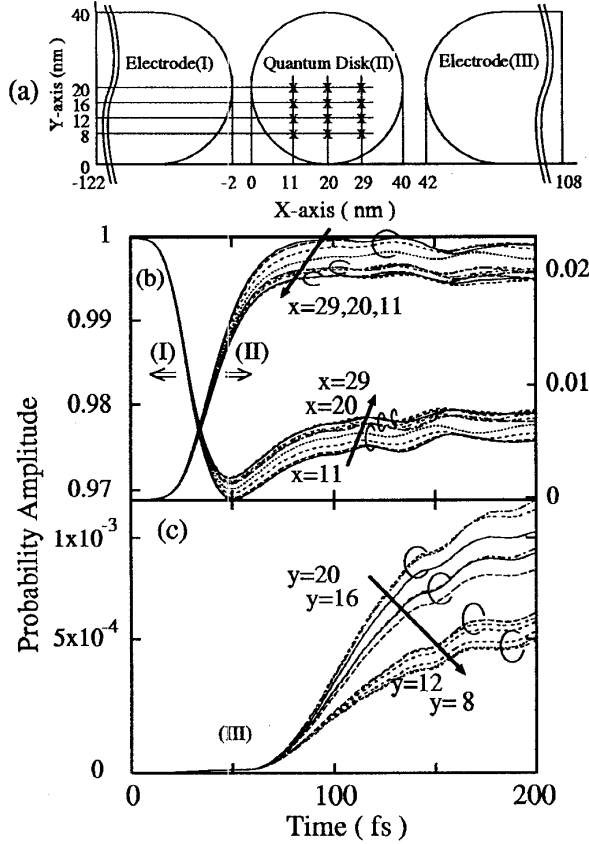 (a)
Y-axis (nm)
40
20
16
12
8
0
Electrode(I)
Quantum Disk(II)
Electrode(III)
-122
-2
0
11
20
29
40
42
108
X-axis ( nm )
Probability Amplitude
(b)
1
0.99
0.98
0.97
0.02
0.01
0
(I)
(II)
x=29,20,11
x=29
x=20
x=11
(c)
1x10-3
5x10-4
0
y=20
y=16
y=12
y= 8
(III)
0
50
100
150
200
Time ( fs )